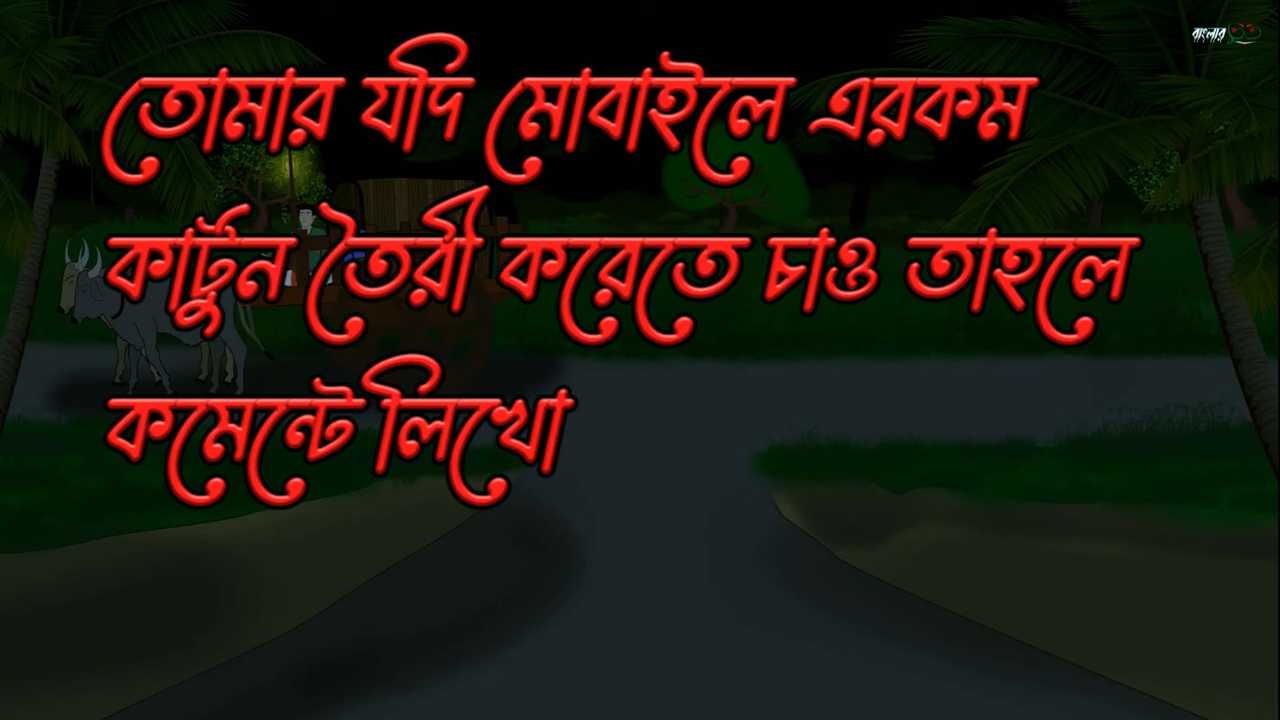 বাংলার
তোমার যদি মোবাইলে এরকম
কার্টুন তৈরী করেতে চাও তাহলে
কমেন্টে লিখো